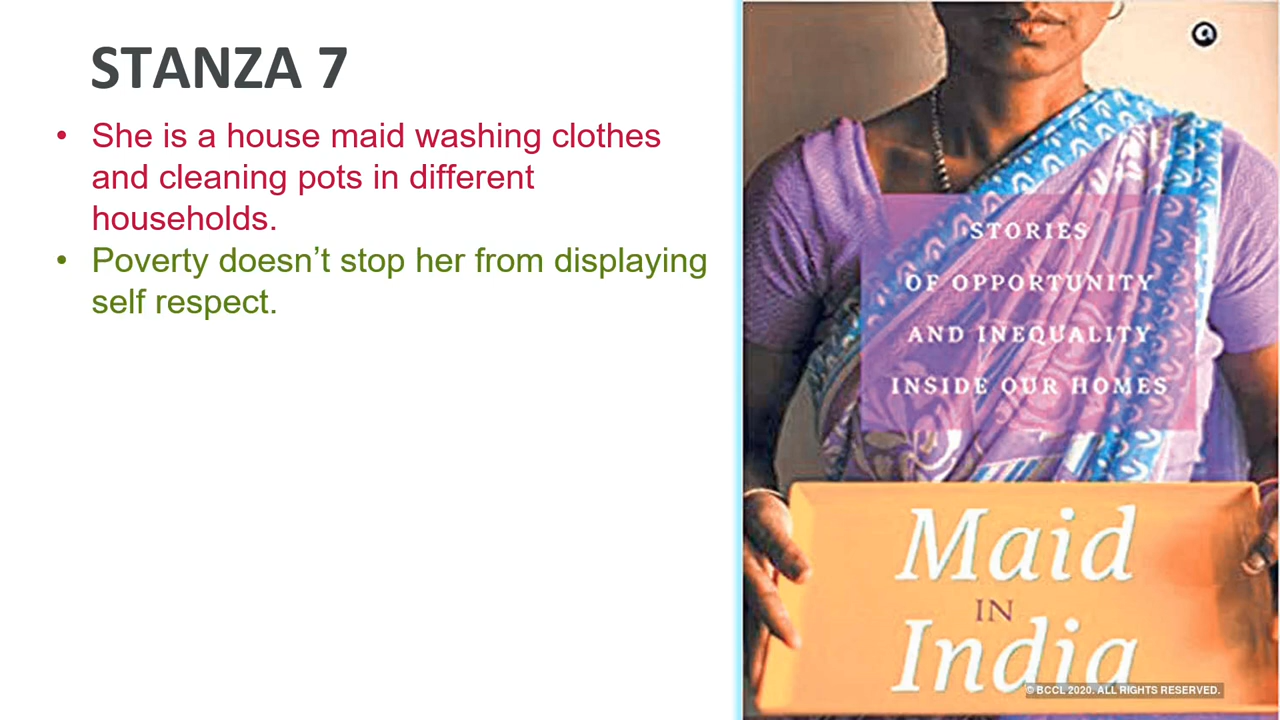 STANZA 7
• She is a house maid washing clothes
and cleaning pots in different
households.
• Poverty doesn’t stop her from displaying
self respect.
STORIES
OF OPPORTUNITY
AND INEQUALITY
INSIDE OUR HOMES
Maid
IN
India
© BCCL 2020. ALL RIGHTS RESERVED.